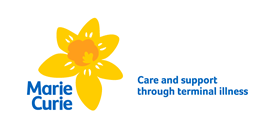 Marie
Curie
Care and support
through terminal illness